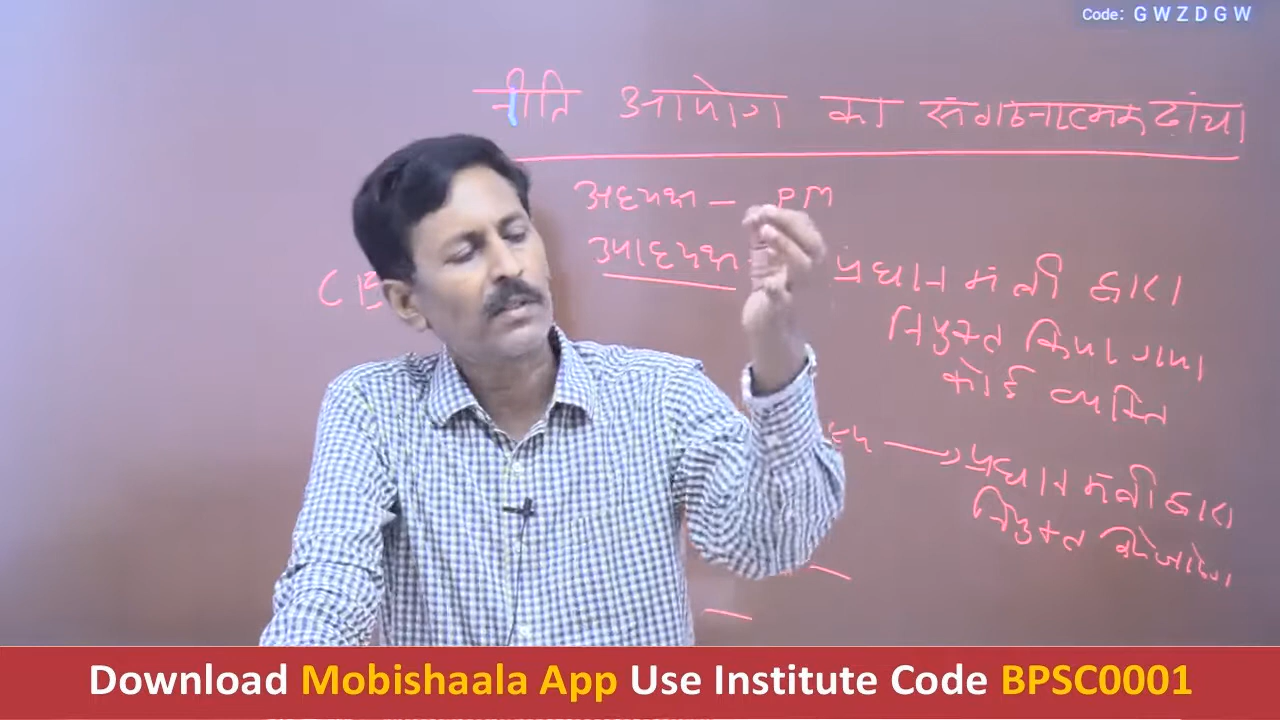 Code: G W Z D G W
नीति आयोग का संगठनात्मक ढांचा
अध्यक्ष — PM
उपाध्यक्ष
प्रधान मंत्री द्वारा
नियुक्त किया गया
कोई व्यक्ति
प्रधान मंत्री द्वारा
नियुक्त
Download Mobishaala App Use Institute Code BPSC0001